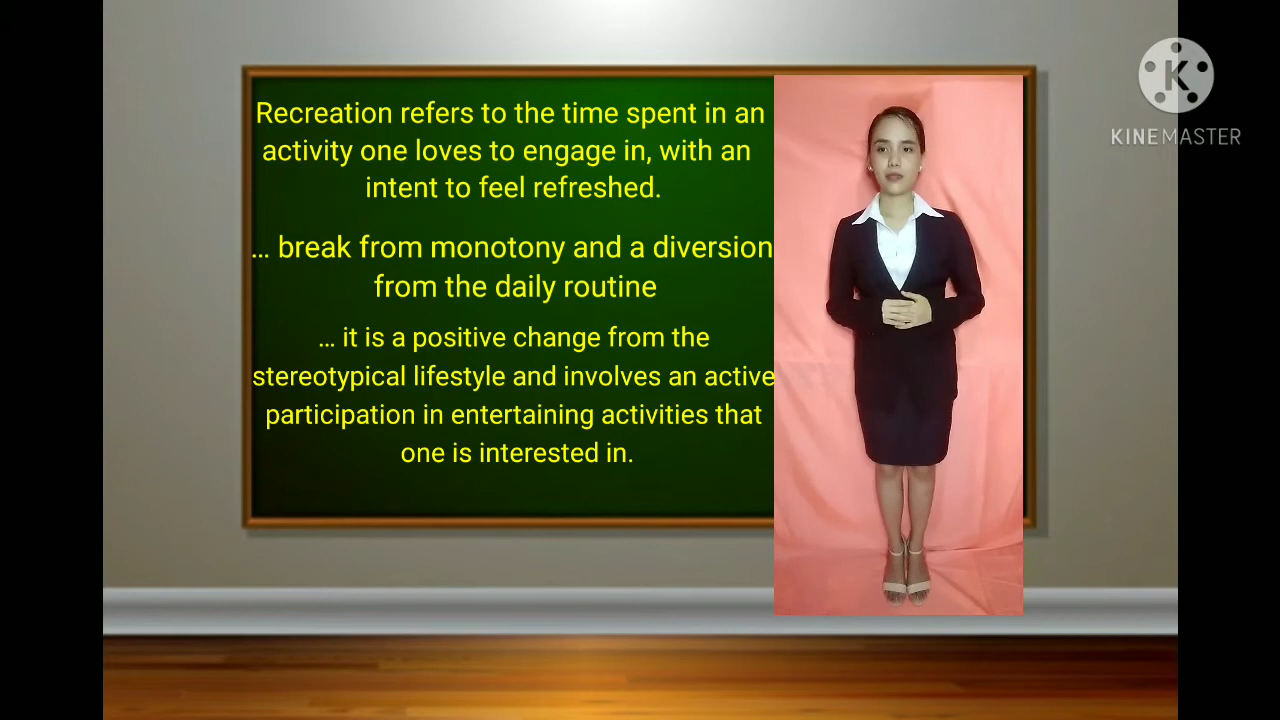 Recreation refers to the time spent in an
activity one loves to engage in, with an
intent to feel refreshed.
... break from monotony and a diversion
from the daily routine
... it is a positive change from the
stereotypical lifestyle and involves an active
participation in entertaining activities that
one is interested in.
K
KINEMASTER